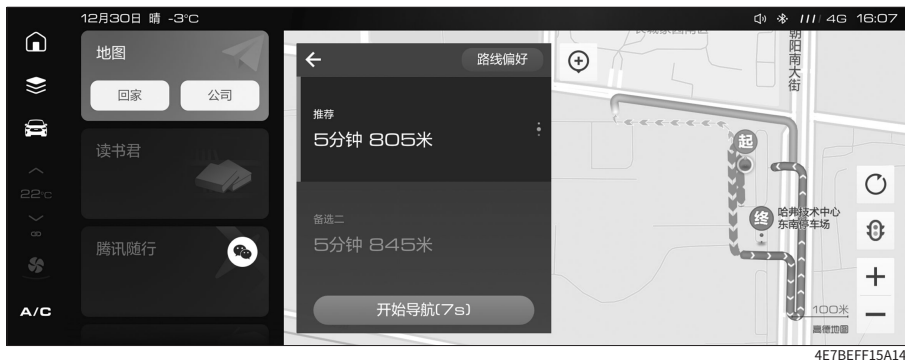 12月30日 晴 -3°C
4G 16:07
地图
回家
公司
读书君
22°C
腾讯随行
A/C
路线偏好
推荐
5分钟 805米
备选二
5分钟 845米
开始导航(7s)
朝阳南大街
起
终
哈弗技术中心
东南停车场
100米
高德地图
4E7BEFF15A14